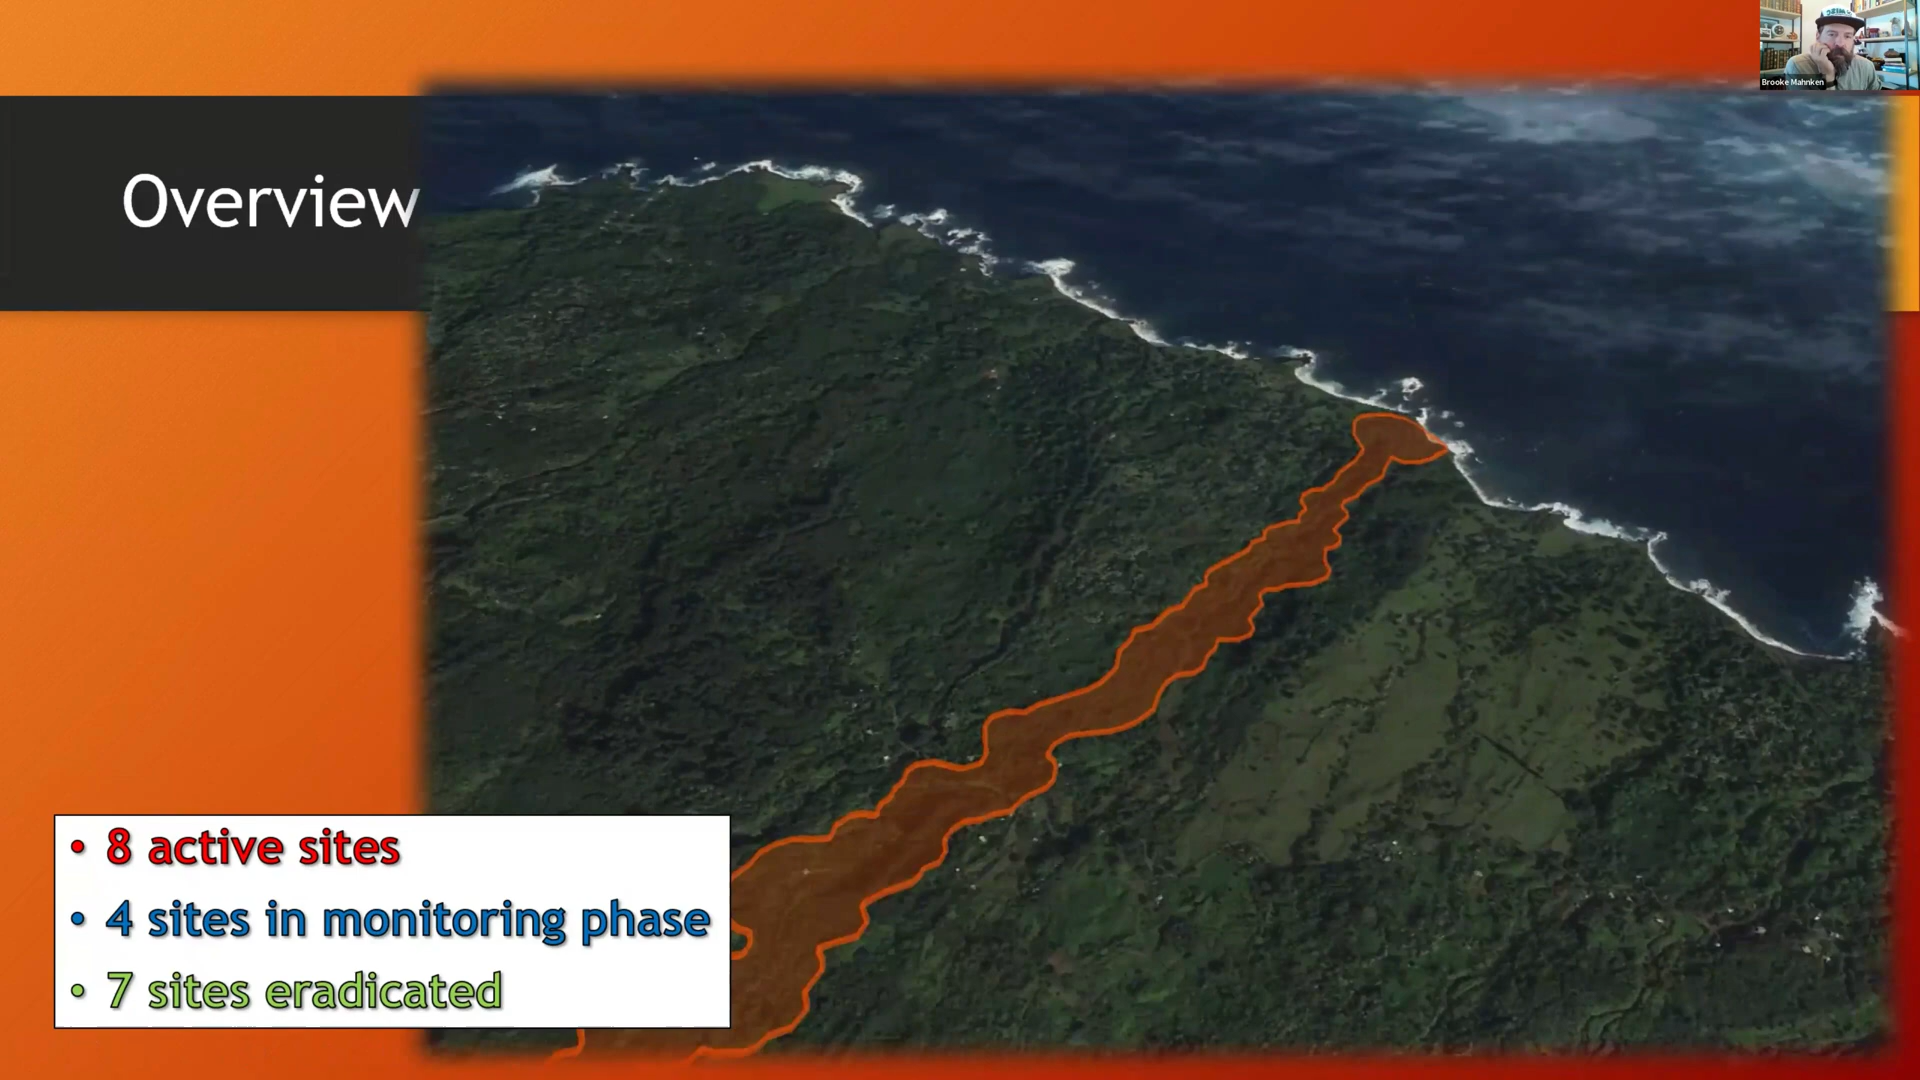 Brooke Mahnken
Overview
• 8 active sites
• 4 sites in monitoring phase
• 7 sites eradicated